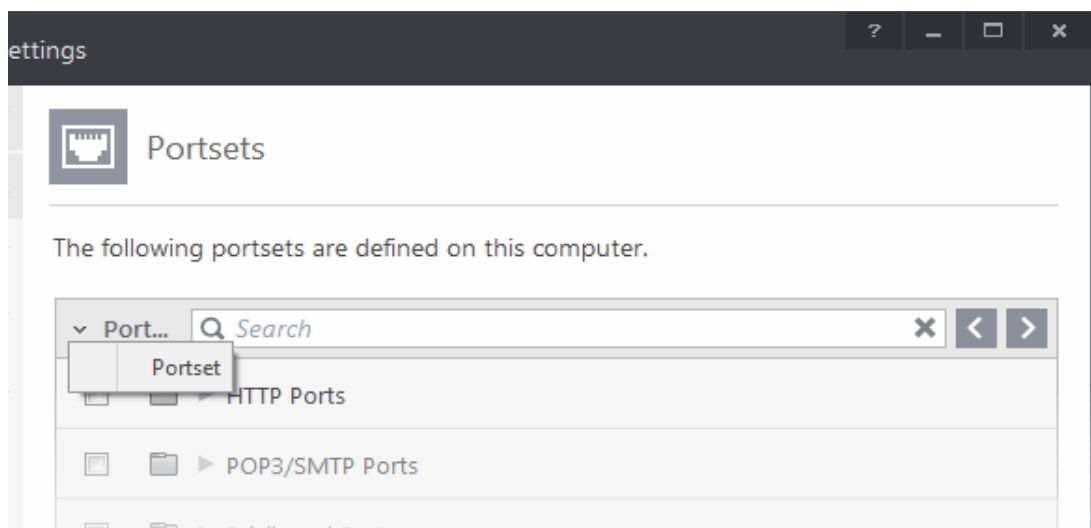 ettings
?
Portsets
The following portsets are defined on this computer.
Port... Search
Portset
HTTP Ports
POP3/SMTP Ports